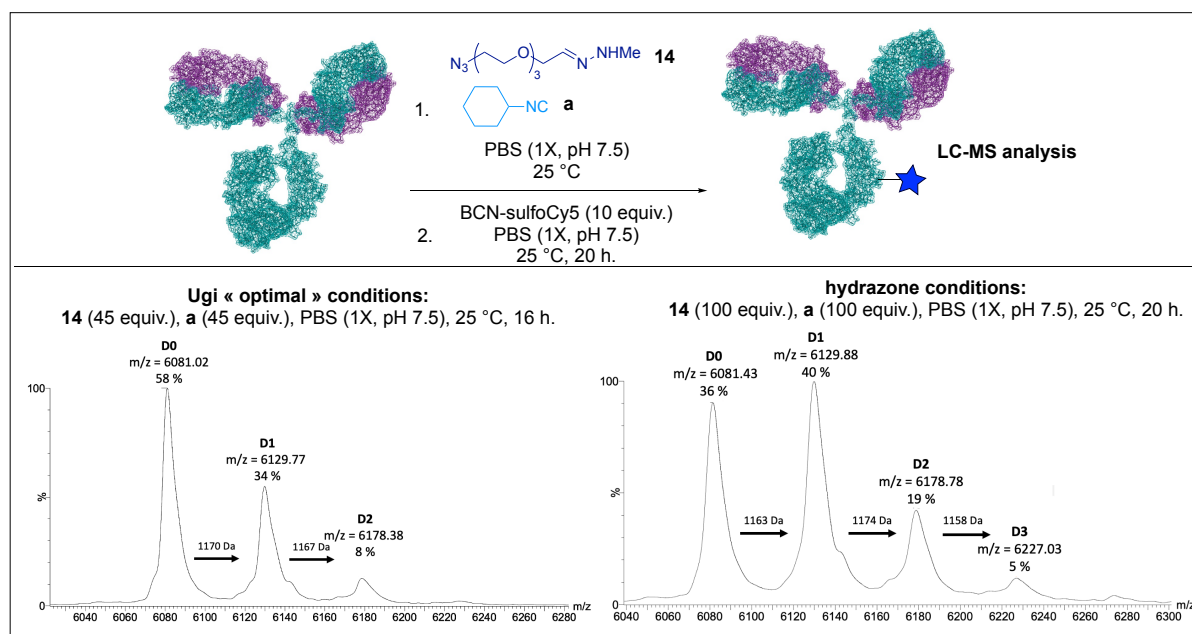 N3 ( O ) 3 N NHMe 14
1. NC a
PBS (1X, pH 7.5)
25 °C
BCN-sulfoCy5 (10 equiv.)
2. PBS (1X, pH 7.5)
25 °C, 20 h.
LC-MS analysis
Ugi « optimal » conditions:
14 (45 equiv.), a (45 equiv.), PBS (1X, pH 7.5), 25 °C, 16 h.
D0
m/z = 6081.02
58 %
D1
m/z = 6129.77
34 %
D2
m/z = 6178.38
8 %
1170 Da
1167 Da
100
%
0
6040 6060 6080 6100 6120 6140 6160 6180 6200 6220 6240 6260 6280 m/z
hydrazone conditions:
14 (100 equiv.), a (100 equiv.), PBS (1X, pH 7.5), 25 °C, 20 h.
D0
m/z = 6081.43
36 %
D1
m/z = 6129.88
40 %
D2
m/z = 6178.78
19 %
D3
m/z = 6227.03
5 %
1163 Da
1174 Da
1158 Da
100
%
0
6040 6060 6080 6100 6120 6140 6160 6180 6200 6220 6240 6260 6280 6300 m/z